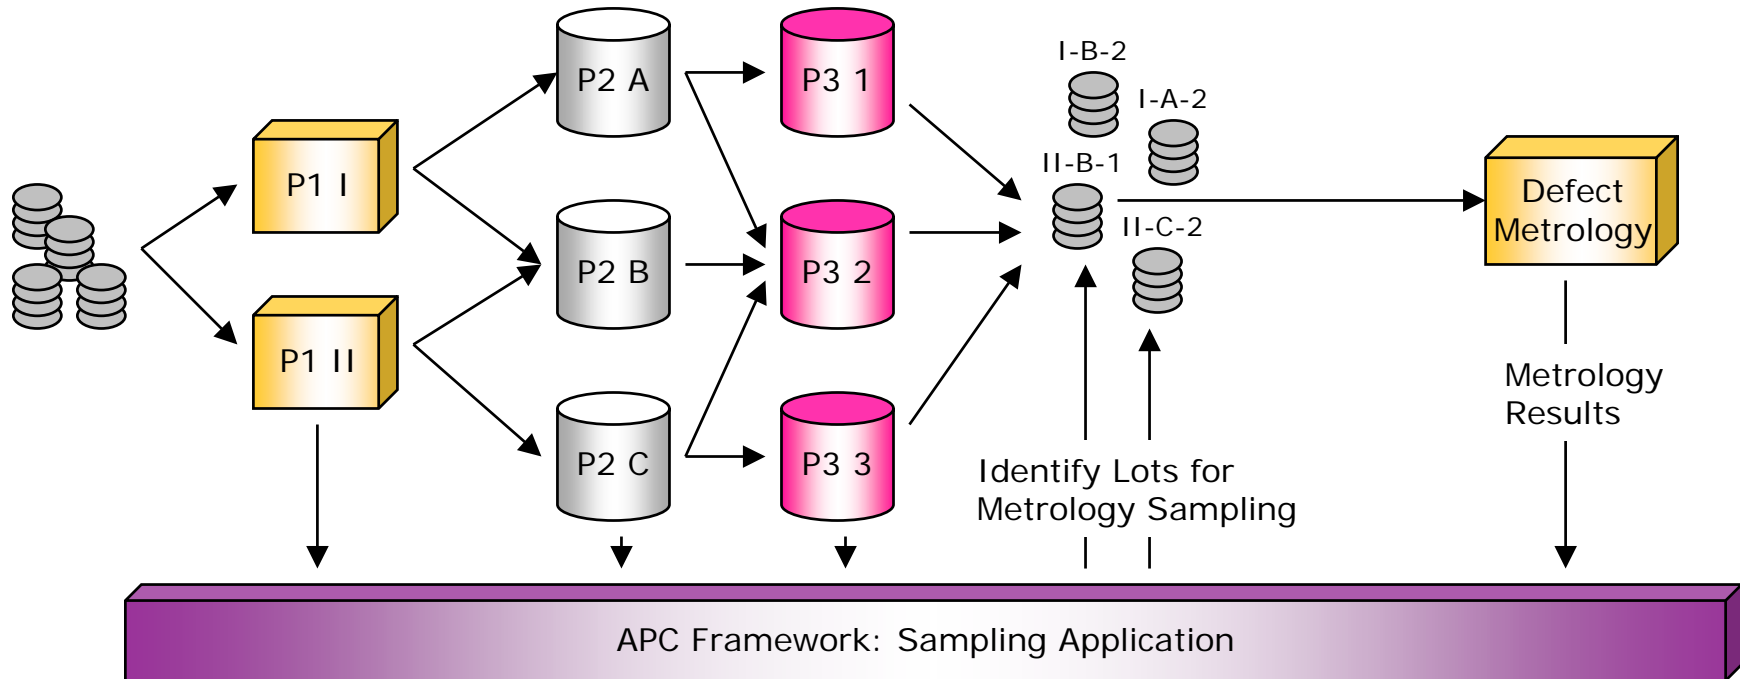 P2 A
P3 1
I-B-2
I-A-2
P1 I
II-B-1
Defect
Metrology
P2 B
P3 2
II-C-2
P1 II
Metrology
Results
P2 C
P3 3
Identify Lots for
Metrology Sampling
APC Framework: Sampling Application